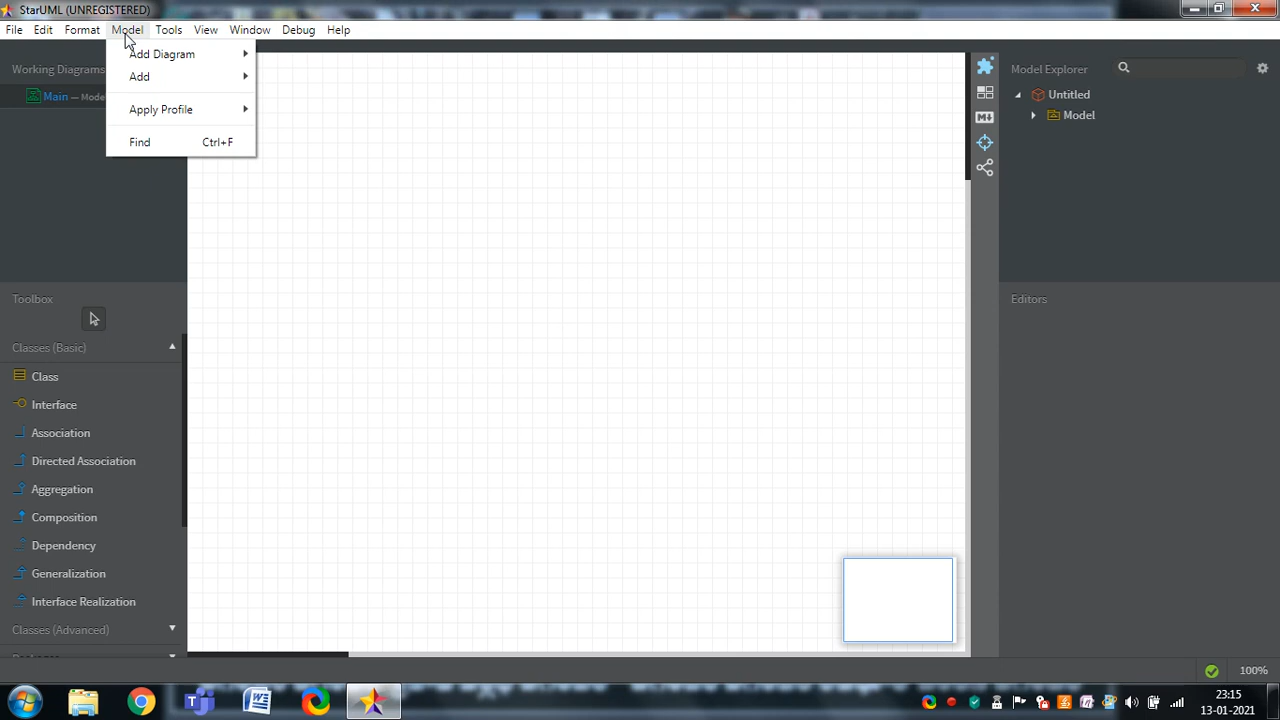 StarUML (UNREGISTERED)
File Edit Format Model Tools View Window Debug Help
Add Diagram
Add
Apply Profile
Find Ctrl+F
Working Diagrams
Main — Model
Model Explorer
Untitled
Model
Toolbox
Classes (Basic)
Class
Interface
Association
Directed Association
Aggregation
Composition
Dependency
Generalization
Interface Realization
Classes (Advanced)
Editors
M↓
100%
23:15
13-01-2021